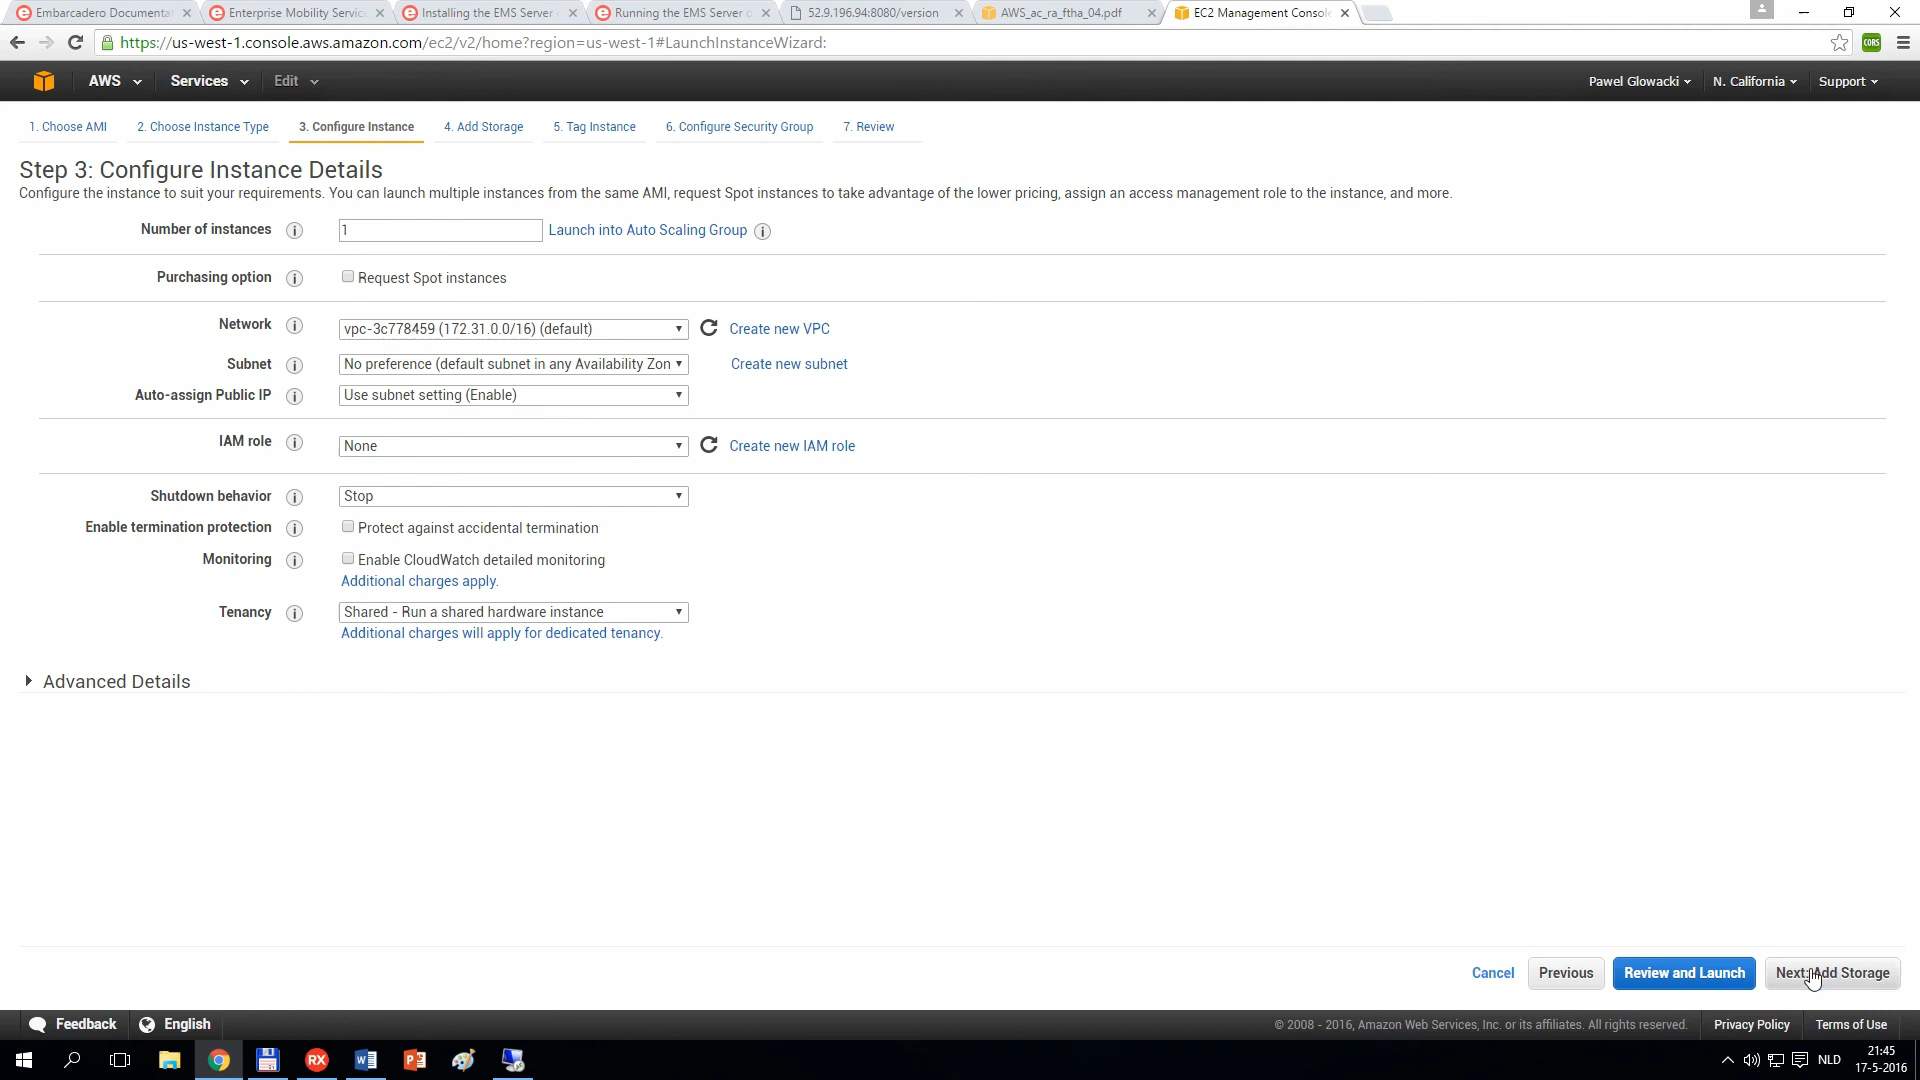 Embarcadero Documenta
Enterprise Mobility Servic
Installing the EMS Server
Running the EMS Server o
52.9.196.94:8080/version
AWS_ac_ra_ftha_04.pdf
EC2 Management Consol
https://us-west-1.console.aws.amazon.com/ec2/v2/home?region=us-west-1#LaunchInstanceWizard:
CORS
AWS
Services
Edit
Pawel Glowacki
N. California
Support
1. Choose AMI
2. Choose Instance Type
3. Configure Instance
4. Add Storage
5. Tag Instance
6. Configure Security Group
7. Review
Step 3: Configure Instance Details
Configure the instance to suit your requirements. You can launch multiple instances from the same AMI, request Spot instances to take advantage of the lower pricing, assign an access management role to the instance, and more.
Number of instances
1
Launch into Auto Scaling Group
Purchasing option
Request Spot instances
Network
vpc-3c778459 (172.31.0.0/16) (default)
Create new VPC
Subnet
No preference (default subnet in any Availability Zon
Create new subnet
Auto-assign Public IP
Use subnet setting (Enable)
IAM role
None
Create new IAM role
Shutdown behavior
Stop
Enable termination protection
Protect against accidental termination
Monitoring
Enable CloudWatch detailed monitoring
Additional charges apply.
Tenancy
Shared - Run a shared hardware instance
Additional charges will apply for dedicated tenancy.
Advanced Details
Cancel
Previous
Review and Launch
Next: Add Storage
Feedback
English
© 2008 - 2016, Amazon Web Services, Inc. or its affiliates. All rights reserved.
Privacy Policy
Terms of Use
RX
NLD
21:45
17-5-2016